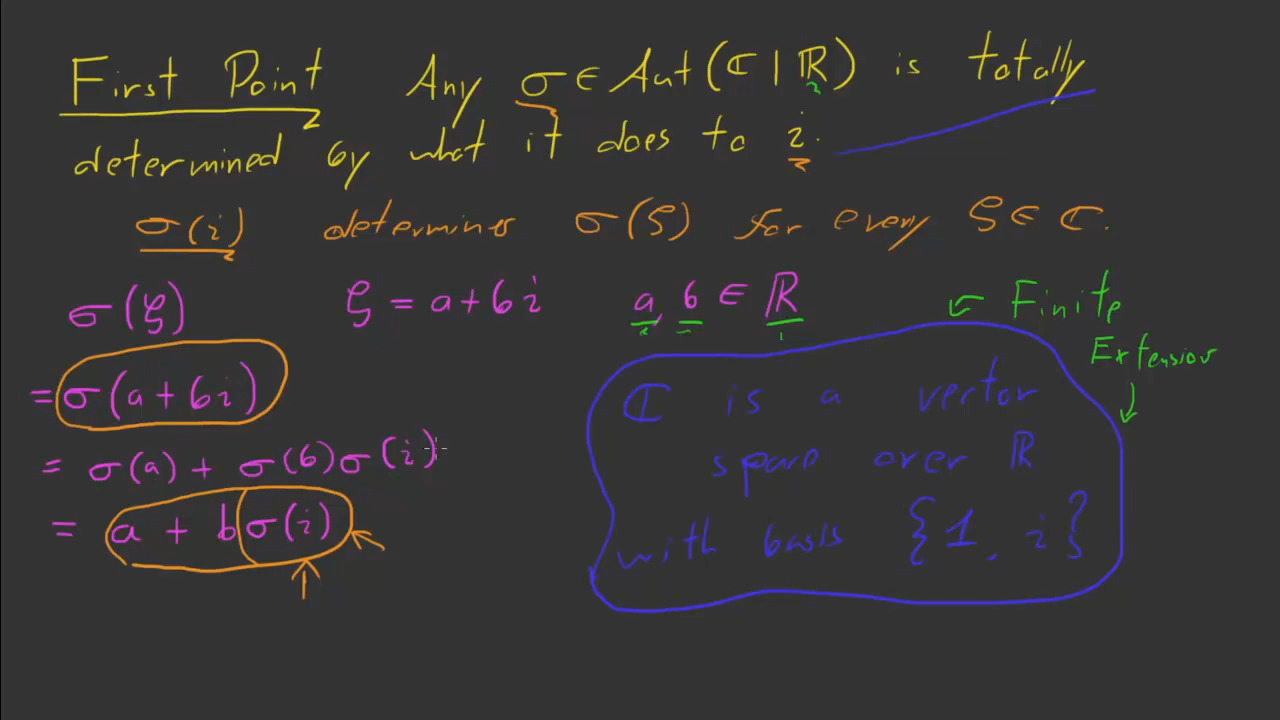 First Point Any σ ∈ Aut(ℂ | ℝ) is totally
determined by what it does to i.
σ(i) determines σ(ξ) for every ξ ∈ ℂ.
σ(ξ) ξ = a + bi a, b ∈ ℝ
= σ(a + bi)
= σ(a) + σ(b)σ(i)
= a + bσ(i)
Finite
Extension
ℂ is a vector
space over ℝ
with basis {1, i}